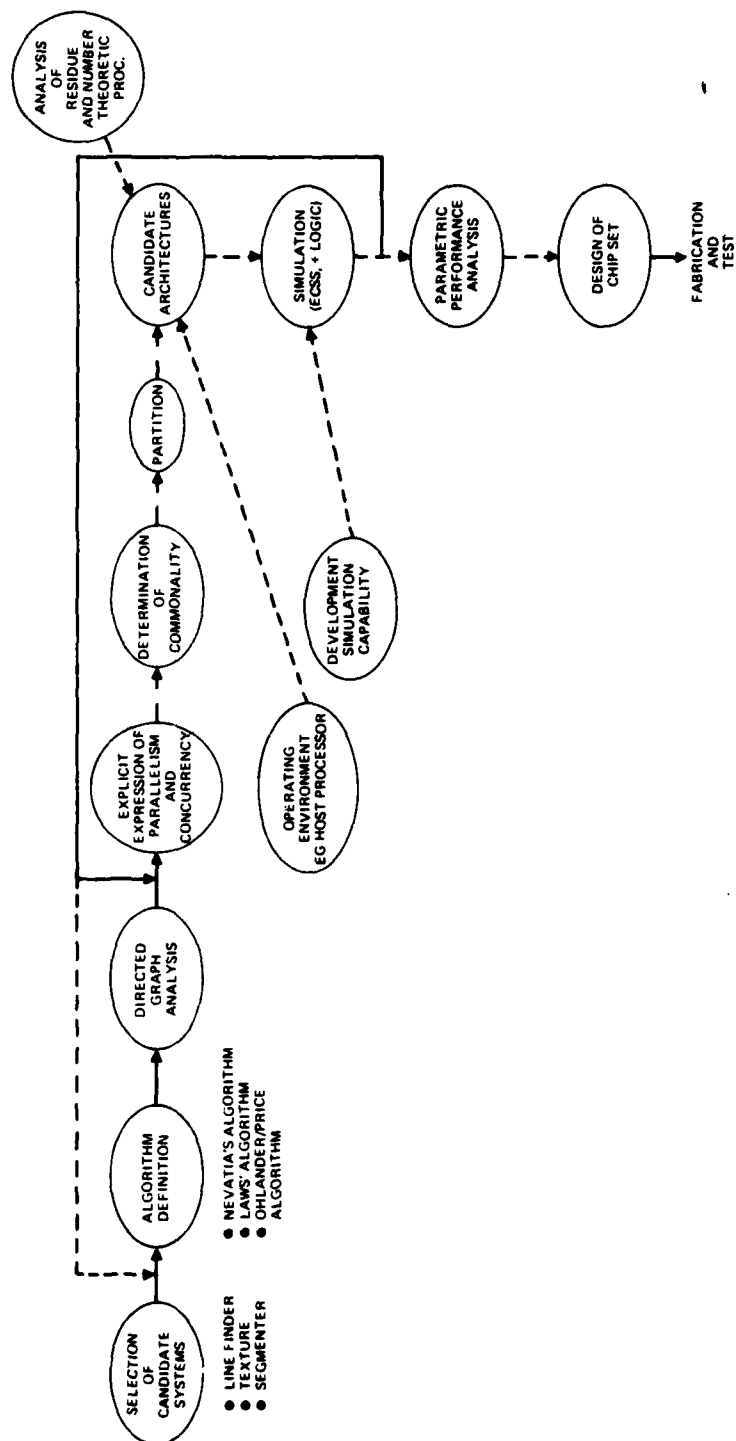 SELECTION
OF
CANDIDATE
SYSTEMS
● LINE FINDER
● TEXTURE
● SEGMENTER
ALGORITHM
DEFINITION
● NEVATIA'S ALGORITHM
● LAWS' ALGORITHM
● OHLANDER/PRICE
ALGORITHM
DIRECTED
GRAPH
ANALYSIS
EXPLICIT
EXPRESSION OF
PARALLELISM
AND
CONCURRENCY
DETERMINATION
OF
COMMONALITY
PARTITION
CANDIDATE
ARCHITECTURES
ANALYSIS
OF
RESIDUE
AND NUMBER
THEORETIC
PROC.
OPERATING
ENVIRONMENT
EG HOST PROCESSOR
DEVELOPMENT
SIMULATION
CAPABILITY
SIMULATION
(ECSS, + LOGIC)
PARAMETRIC
PERFORMANCE
ANALYSIS
DESIGN OF
CHIP SET
FABRICATION
AND
TEST